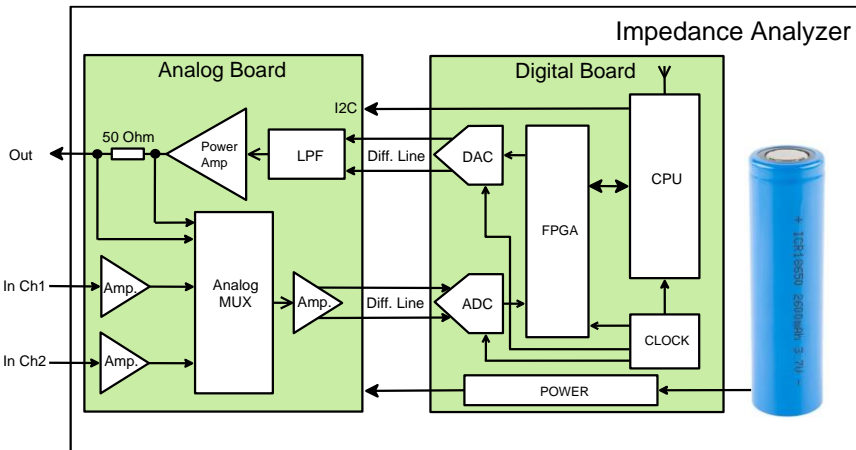 Impedance Analyzer
Analog Board
Digital Board
I2C
50 Ohm
Out
Power
Amp
LPF
Diff. Line
DAC
FPGA
CPU
In Ch1
Amp.
Analog
MUX
Amp.
Diff. Line
ADC
In Ch2
Amp.
CLOCK
POWER
+ ICR18650 2600mAh 3.7V -